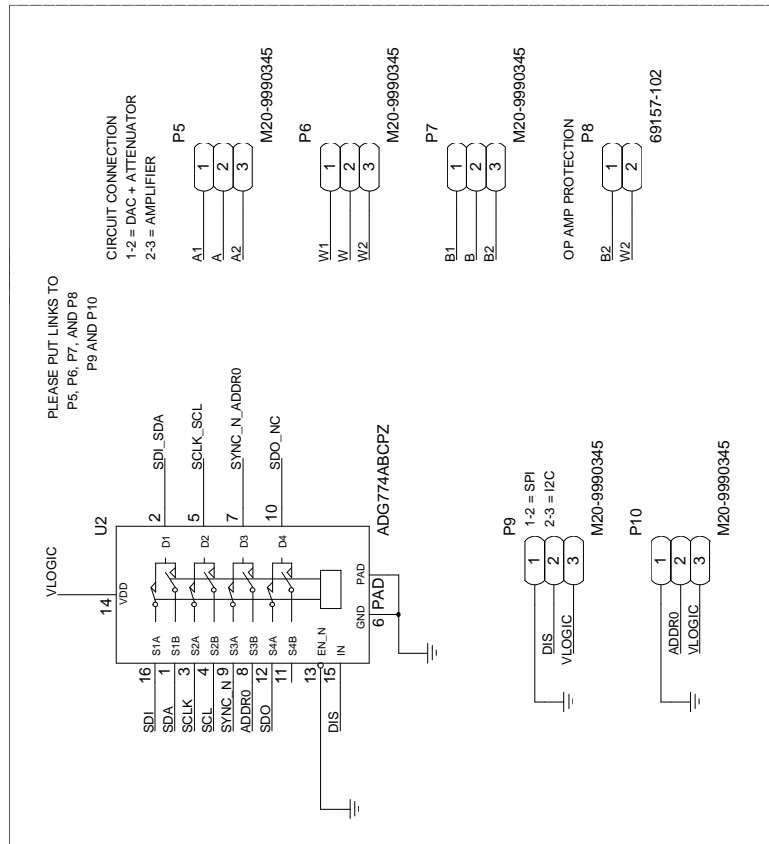 PLEASE PUT LINKS TO
P5, P6, P7, AND P8
P9 AND P10
CIRCUIT CONNECTION
1-2 = DAC + ATTENUATOR
2-3 = AMPLIFIER
VLOGIC
U2
14
VDD
SDI 16 S1A
SDA 1 S1B
SCLK 3 S2A
SCL 4 S2B
SYNC_N 9 S3A
ADDR0 8 S3B
SDO 12 S4A
11 S4B
13 EN_N
DIS 15 IN
D1 2 SDI_SDA
D2 5 SCLK_SCL
D3 7 SYNC_N_ADDR0
D4 10 SDO_NC
GND PAD
6 PAD
ADG774ABCPZ
P5
A1 1
A 2
A2 3
M20-9990345
P6
W1 1
W 2
W2 3
M20-9990345
P7
B1 1
B 2
B2 3
M20-9990345
OP AMP PROTECTION
P8
B2 1
W2 2
69157-102
P9
1-2 = SPI
2-3 = I2C
1
DIS 2
VLOGIC 3
M20-9990345
P10
1
ADDR0 2
VLOGIC 3
M20-9990345